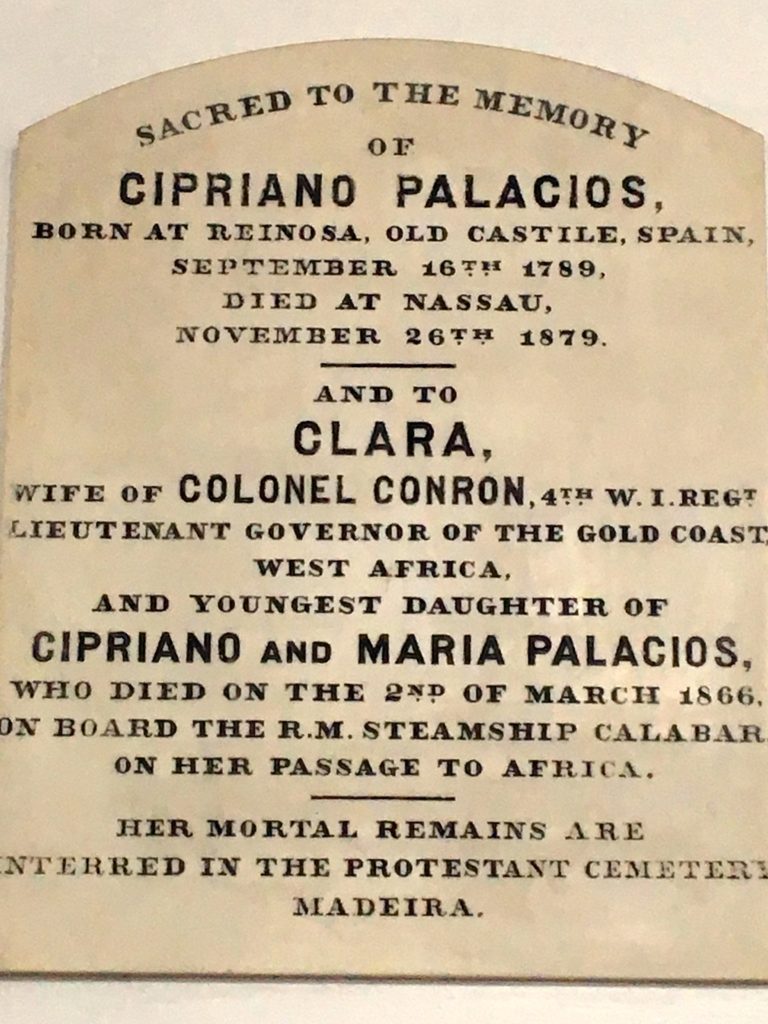 SACRED TO THE MEMORY
OF
CIPRIANO PALACIOS,
BORN AT REINOSA, OLD CASTILE, SPAIN,
SEPTEMBER 16TH 1789,
DIED AT NASSAU,
NOVEMBER 26TH 1879.
AND TO
CLARA,
WIFE OF COLONEL CONRON, 4TH W. I. REGT
LIEUTENANT GOVERNOR OF THE GOLD COAST,
WEST AFRICA,
AND YOUNGEST DAUGHTER OF
CIPRIANO AND MARIA PALACIOS,
WHO DIED ON THE 2ND OF MARCH 1866,
ON BOARD THE R.M. STEAMSHIP CALABAR
ON HER PASSAGE TO AFRICA.
HER MORTAL REMAINS ARE
INTERRED IN THE PROTESTANT CEMETERY
MADEIRA.